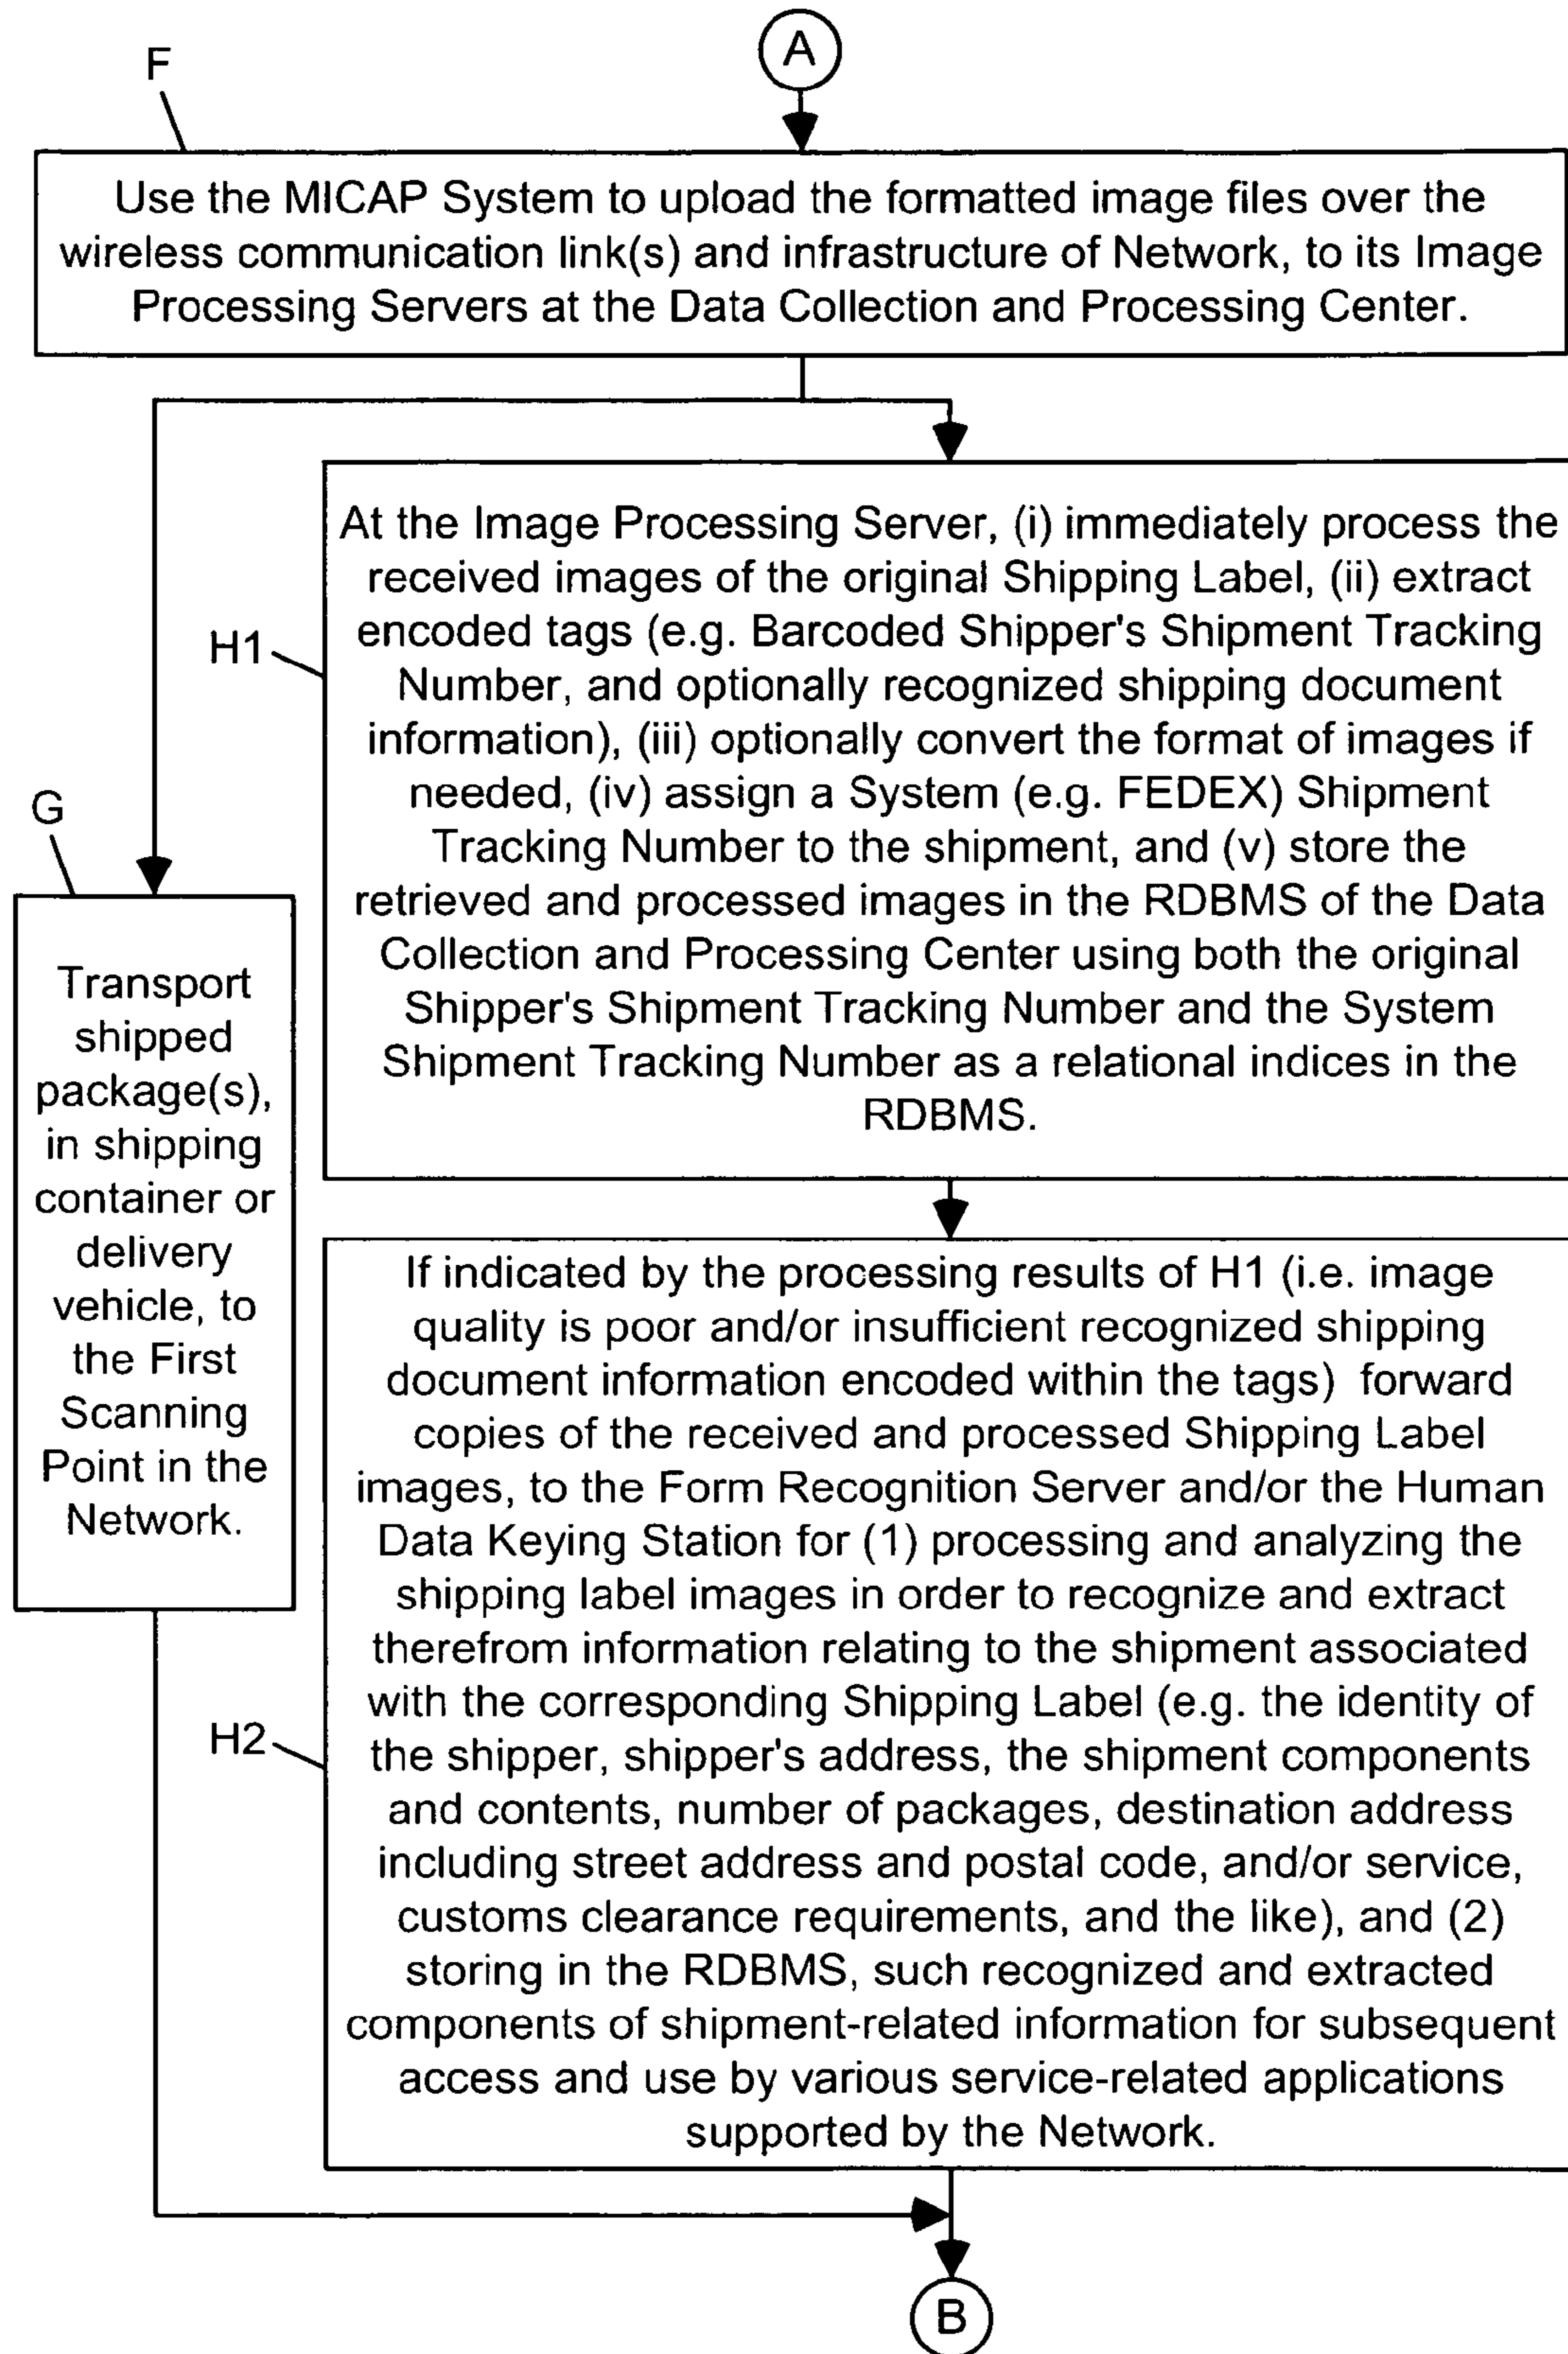 A
F
Use the MICAP System to upload the formatted image files over the
wireless communication link(s) and infrastructure of Network, to its Image
Processing Servers at the Data Collection and Processing Center.
H1
At the Image Processing Server, (i) immediately process the
received images of the original Shipping Label, (ii) extract
encoded tags (e.g. Barcoded Shipper's Shipment Tracking
Number, and optionally recognized shipping document
information), (iii) optionally convert the format of images if
needed, (iv) assign a System (e.g. FEDEX) Shipment
Tracking Number to the shipment, and (v) store the
retrieved and processed images in the RDBMS of the Data
Collection and Processing Center using both the original
Shipper's Shipment Tracking Number and the System
Shipment Tracking Number as a relational indices in the
RDBMS.
G
Transport
shipped
package(s),
in shipping
container or
delivery
vehicle, to
the First
Scanning
Point in the
Network.
H2
If indicated by the processing results of H1 (i.e. image
quality is poor and/or insufficient recognized shipping
document information encoded within the tags) forward
copies of the received and processed Shipping Label
images, to the Form Recognition Server and/or the Human
Data Keying Station for (1) processing and analyzing the
shipping label images in order to recognize and extract
therefrom information relating to the shipment associated
with the corresponding Shipping Label (e.g. the identity of
the shipper, shipper's address, the shipment components
and contents, number of packages, destination address
including street address and postal code, and/or service,
customs clearance requirements, and the like), and (2)
storing in the RDBMS, such recognized and extracted
components of shipment-related information for subsequent
access and use by various service-related applications
supported by the Network.
B